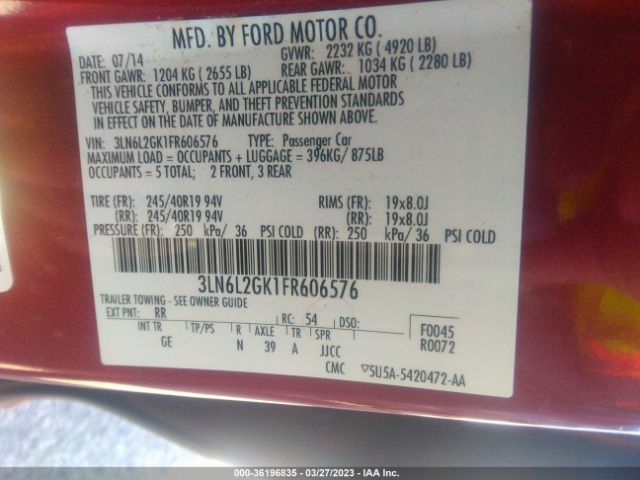 MFD. BY FORD MOTOR CO.
DATE: 07/14 GVWR: 2232 KG ( 4920 LB)
FRONT GAWR: 1204 KG ( 2655 LB) REAR GAWR: 1034 KG ( 2280 LB)
THIS VEHICLE CONFORMS TO ALL APPLICABLE FEDERAL MOTOR
VEHICLE SAFETY, BUMPER, AND THEFT PREVENTION STANDARDS
IN EFFECT ON THE DATE OF MANUFACTURE SHOWN ABOVE.
VIN: 3LN6L2GK1FR606576 TYPE: Passenger Car
MAXIMUM LOAD = OCCUPANTS + LUGGAGE = 396KG/ 875LB
OCCUPANTS = 5 TOTAL; 2 FRONT, 3 REAR
TIRE (FR): 245/40R19 94V RIMS (FR): 19x8.0J
(RR): 245/40R19 94V (RR): 19x8.0J
PRESSURE (FR): 250 kPa/ 36 PSI COLD (RR): 250 kPa/ 36 PSI COLD
3LN6L2GK1FR606576
TRAILER TOWING - SEE OWNER GUIDE
EXT PNT: RR RC: 54 DSO: F0045
INT TR TP/PS R AXLE TR SPR R0072
GE N 39 A JJCC
CMC 5U5A-5420472-AA
000-36196835 - 03/27/2023 - IAA Inc.